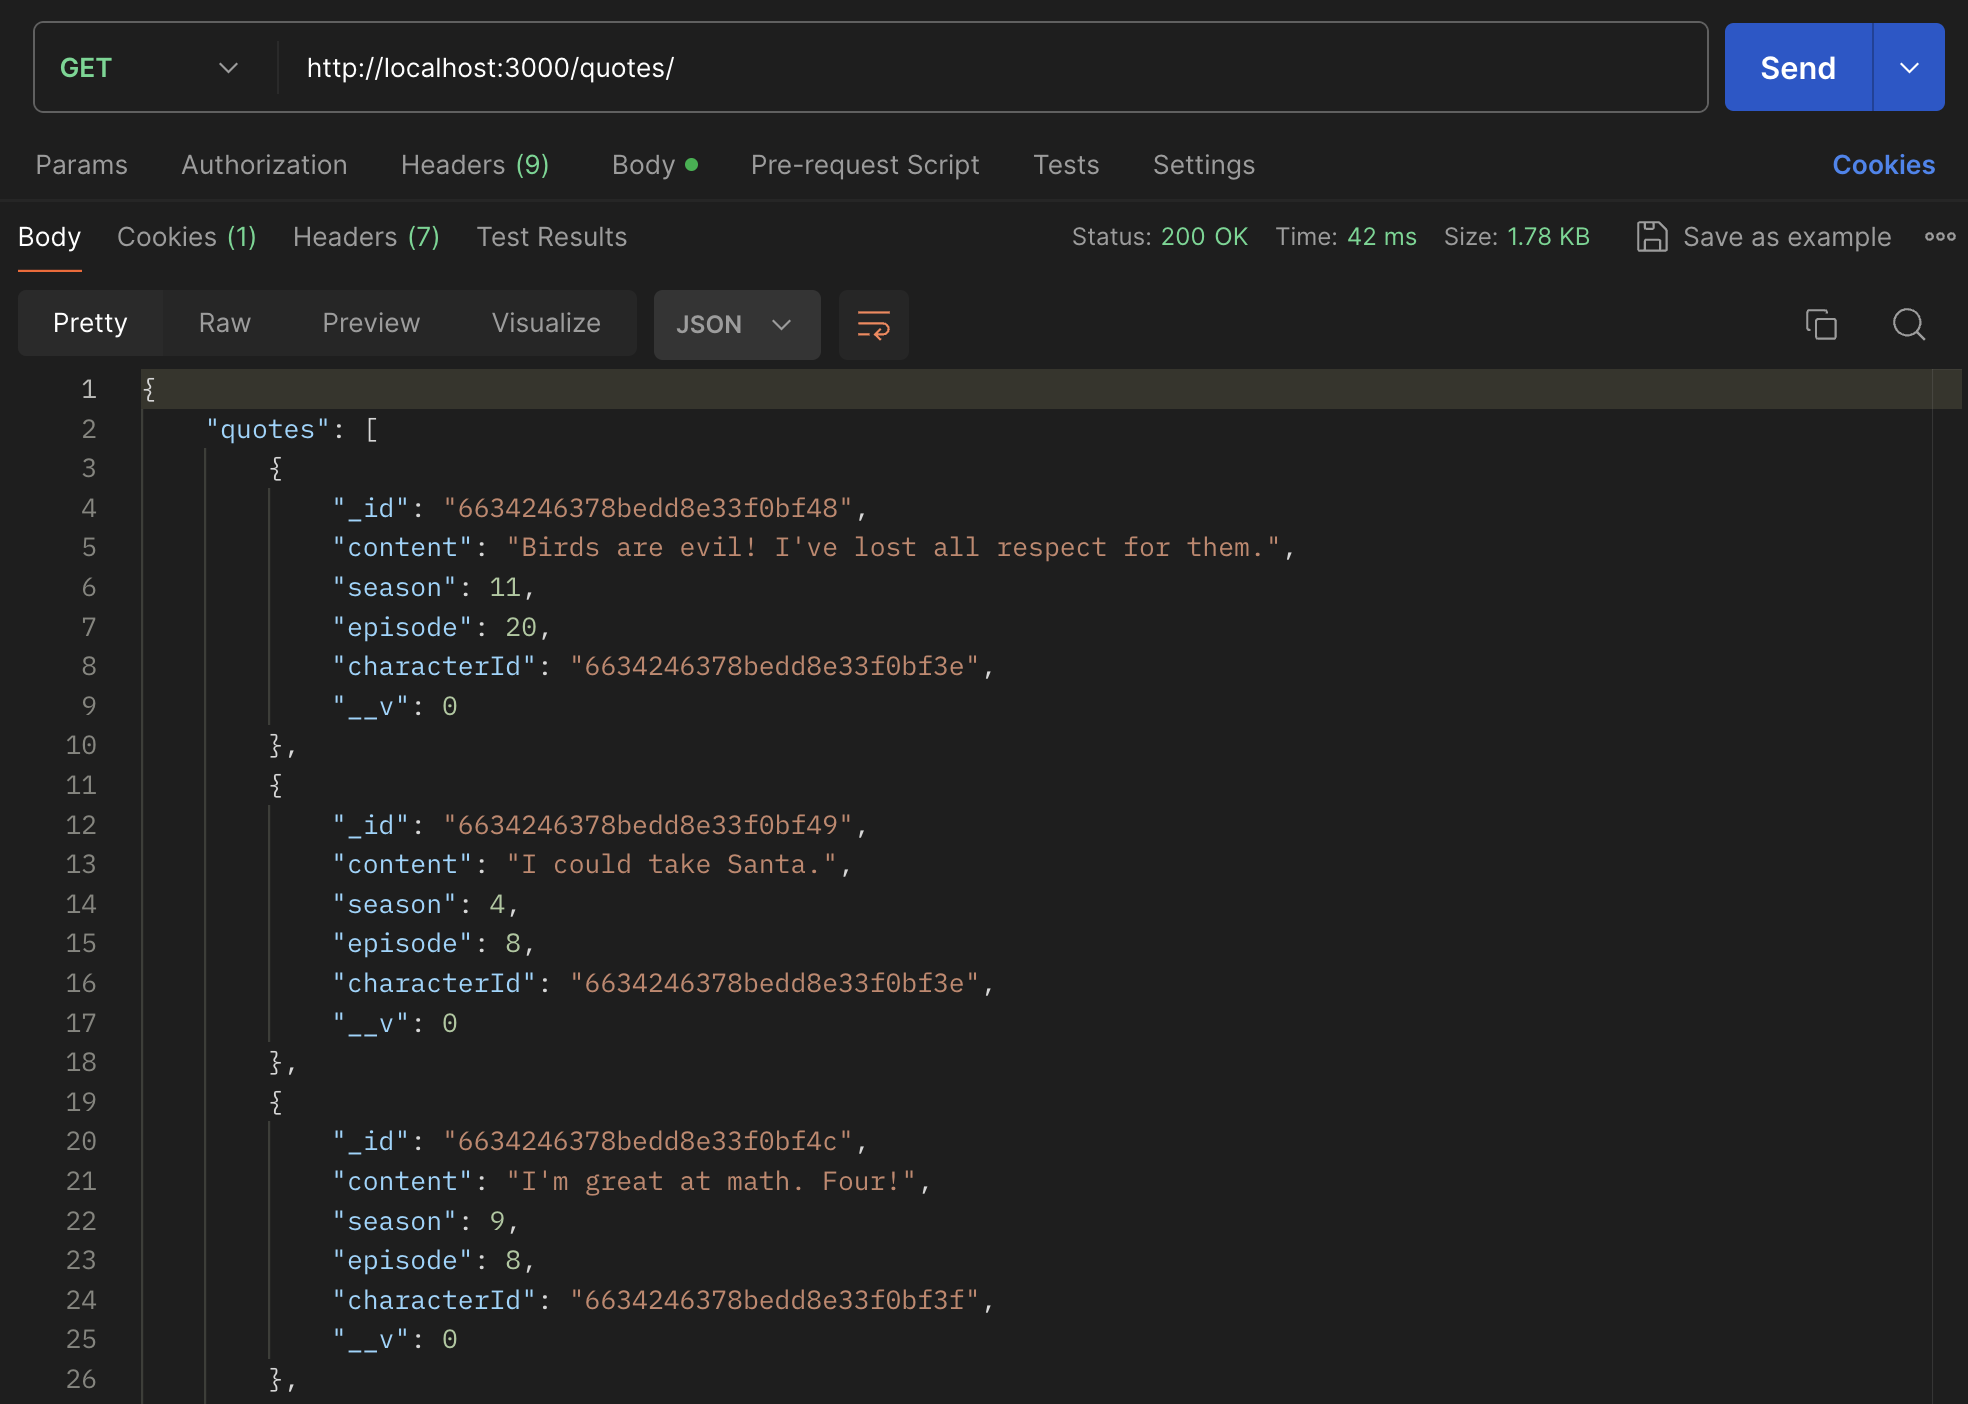 GET http://localhost:3000/quotes/ Send
Params Authorization Headers (9) Body Pre-request Script Tests Settings Cookies
Body Cookies (1) Headers (7) Test Results Status: 200 OK Time: 42 ms Size: 1.78 KB Save as example
Pretty Raw Preview Visualize JSON
1 {
2 "quotes": [
3 {
4 "_id": "6634246378bedd8e33f0bf48",
5 "content": "Birds are evil! I've lost all respect for them.",
6 "season": 11,
7 "episode": 20,
8 "characterId": "6634246378bedd8e33f0bf3e",
9 "__v": 0
10 },
11 {
12 "_id": "6634246378bedd8e33f0bf49",
13 "content": "I could take Santa.",
14 "season": 4,
15 "episode": 8,
16 "characterId": "6634246378bedd8e33f0bf3e",
17 "__v": 0
18 },
19 {
20 "_id": "6634246378bedd8e33f0bf4c",
21 "content": "I'm great at math. Four!",
22 "season": 9,
23 "episode": 8,
24 "characterId": "6634246378bedd8e33f0bf3f",
25 "__v": 0
26 },